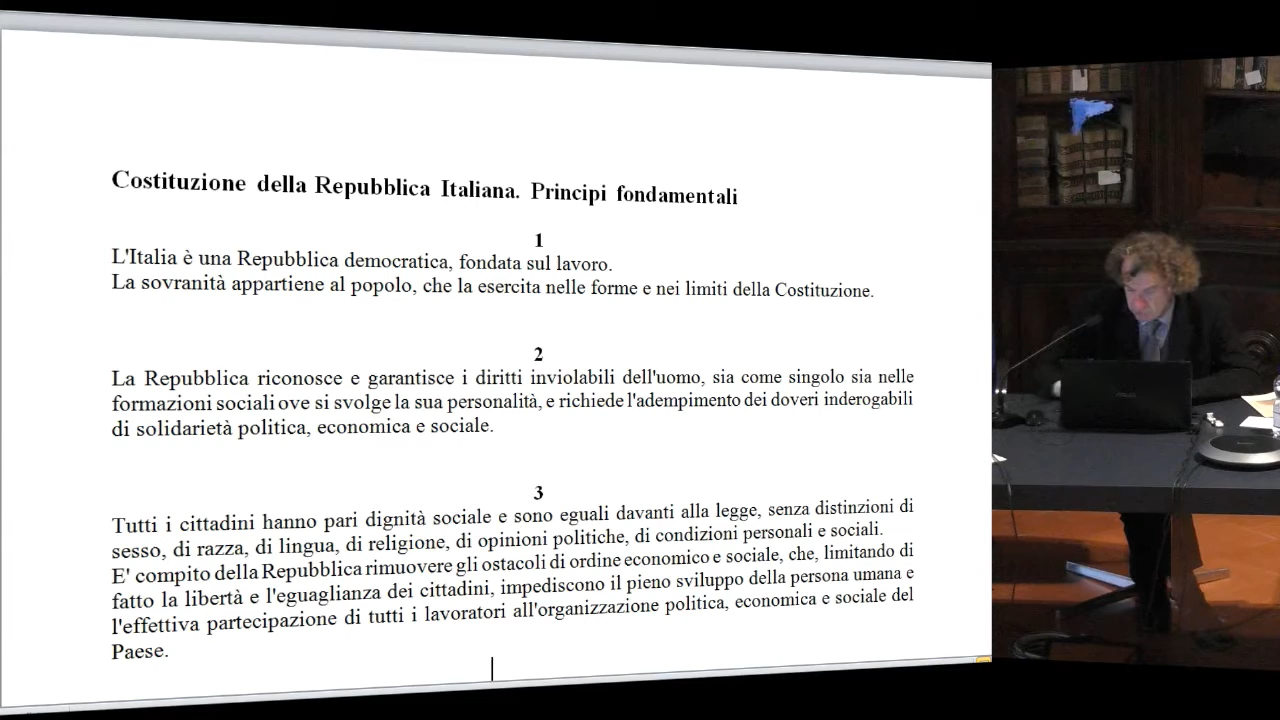 Costituzione della Repubblica Italiana. Principi fondamentali
1
L'Italia è una Repubblica democratica, fondata sul lavoro.
La sovranità appartiene al popolo, che la esercita nelle forme e nei limiti della Costituzione.
2
La Repubblica riconosce e garantisce i diritti inviolabili dell'uomo, sia come singolo sia nelle
formazioni sociali ove si svolge la sua personalità, e richiede l'adempimento dei doveri inderogabili
di solidarietà politica, economica e sociale.
3
Tutti i cittadini hanno pari dignità sociale e sono eguali davanti alla legge, senza distinzioni di
sesso, di razza, di lingua, di religione, di opinioni politiche, di condizioni personali e sociali.
E' compito della Repubblica rimuovere gli ostacoli di ordine economico e sociale, che, limitando di
fatto la libertà e l'eguaglianza dei cittadini, impediscono il pieno sviluppo della persona umana e
l'effettiva partecipazione di tutti i lavoratori all'organizzazione politica, economica e sociale del
Paese.